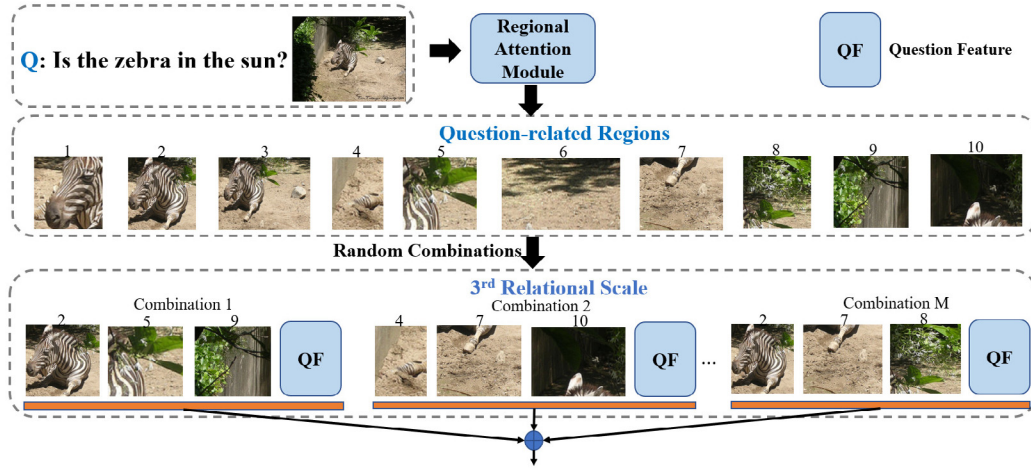 Q: Is the zebra in the sun?
Regional
Attention
Module
QF
Question Feature
Question-related Regions
1 2 3 4 5 6 7 8 9 10
Random Combinations
3rd Relational Scale
Combination 1
Combination 2
Combination M
2 5 9
QF
4 7 10
QF
...
2 7 8
QF